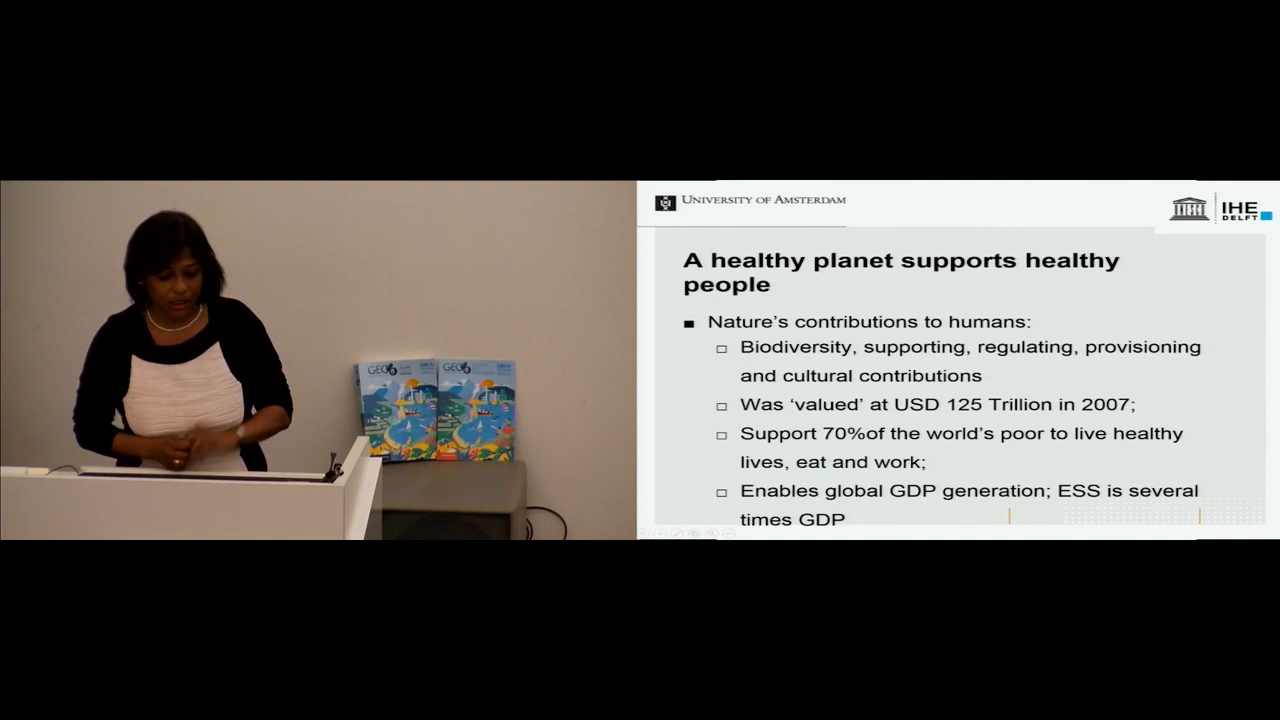 GEO
GEO
UNIVERSITY OF AMSTERDAM
IHE
DELFT
A healthy planet supports healthy
people
Nature's contributions to humans:
Biodiversity, supporting, regulating, provisioning
and cultural contributions
Was 'valued' at USD 125 Trillion in 2007;
Support 70%of the world's poor to live healthy
lives, eat and work;
Enables global GDP generation; ESS is several
times GDP